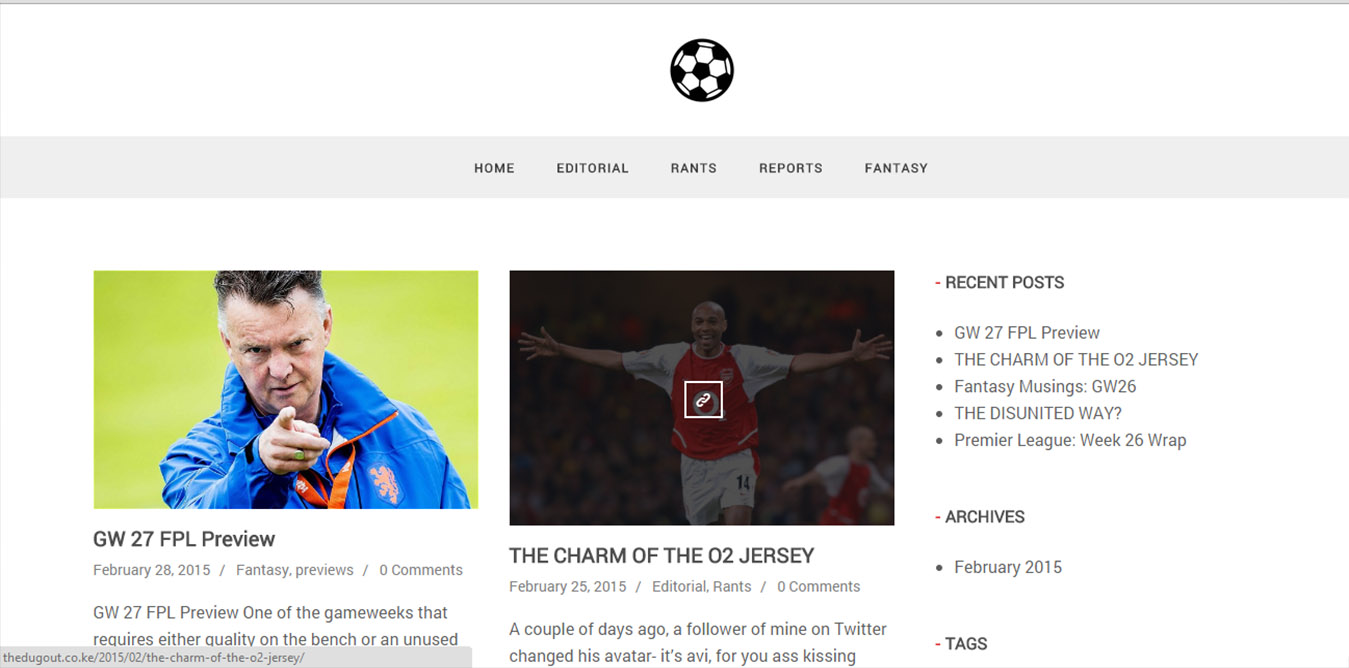 HOME EDITORIAL RANTS REPORTS FANTASY
GW 27 FPL Preview
February 28, 2015 / Fantasy, previews / 0 Comments
GW 27 FPL Preview One of the gameweeks that
requires either quality on the bench or an unused
14
THE CHARM OF THE O2 JERSEY
February 25, 2015 / Editorial, Rants / 0 Comments
A couple of days ago, a follower of mine on Twitter
changed his avatar- it’s avi, for you ass kissing
- RECENT POSTS
GW 27 FPL Preview
THE CHARM OF THE O2 JERSEY
Fantasy Musings: GW26
THE DISUNITED WAY?
Premier League: Week 26 Wrap
- ARCHIVES
February 2015
- TAGS
thedugout.co.ke/2015/02/the-charm-of-the-o2-jersey/